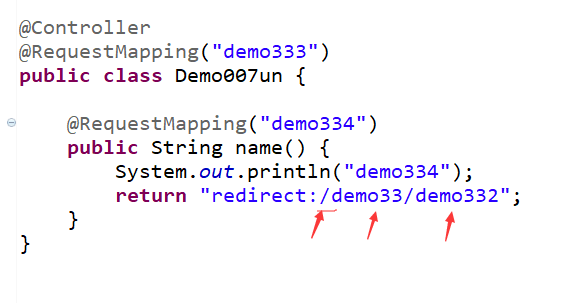 @Controller
@RequestMapping("demo333")
public class Demo007un {
@RequestMapping("demo334")
public String name() {
System.out.println("demo334");
return "redirect:/demo33/demo332";
}
}